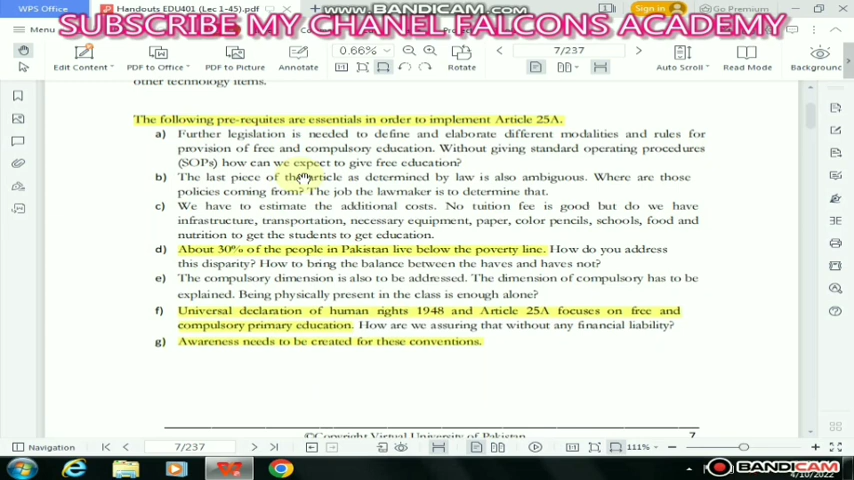 WPS Office
Handouts EDU401 (Lec 1-45).pdf
www.BANDICAM.com
1
Sign in
Go Premium
SUBSCRIBE MY CHANEL FALCONS ACADEMY
Menu
0.66%
7/237
Edit Content
PDF to Office
PDF to Picture
Annotate
Rotate
Auto Scroll
Read Mode
Background
other technology items.
The following pre-requites are essentials in order to implement Article 25A.
a) Further legislation is needed to define and elaborate different modalities and rules for
provision of free and compulsory education. Without giving standard operating procedures
(SOPs) how can we expect to give free education?
b) The last piece of the article as determined by law is also ambiguous. Where are those
policies coming from? The job the lawmaker is to determine that.
c) We have to estimate the additional costs. No tuition fee is good but do we have
infrastructure, transportation, necessary equipment, paper, color pencils, schools, food and
nutrition to get the students to get education.
d) About 30% of the people in Pakistan live below the poverty line. How do you address
this disparity? How to bring the balance between the haves and haves not?
e) The compulsory dimension is also to be addressed. The dimension of compulsory has to be
explained. Being physically present in the class is enough alone?
f) Universal declaration of human rights 1948 and Article 25A focuses on free and
compulsory primary education. How are we assuring that without any financial liability?
g) Awareness needs to be created for these conventions.
©Copyright Virtual University of Pakistan
7
Navigation
7/237
111%
BANDICAM
4/10/2022